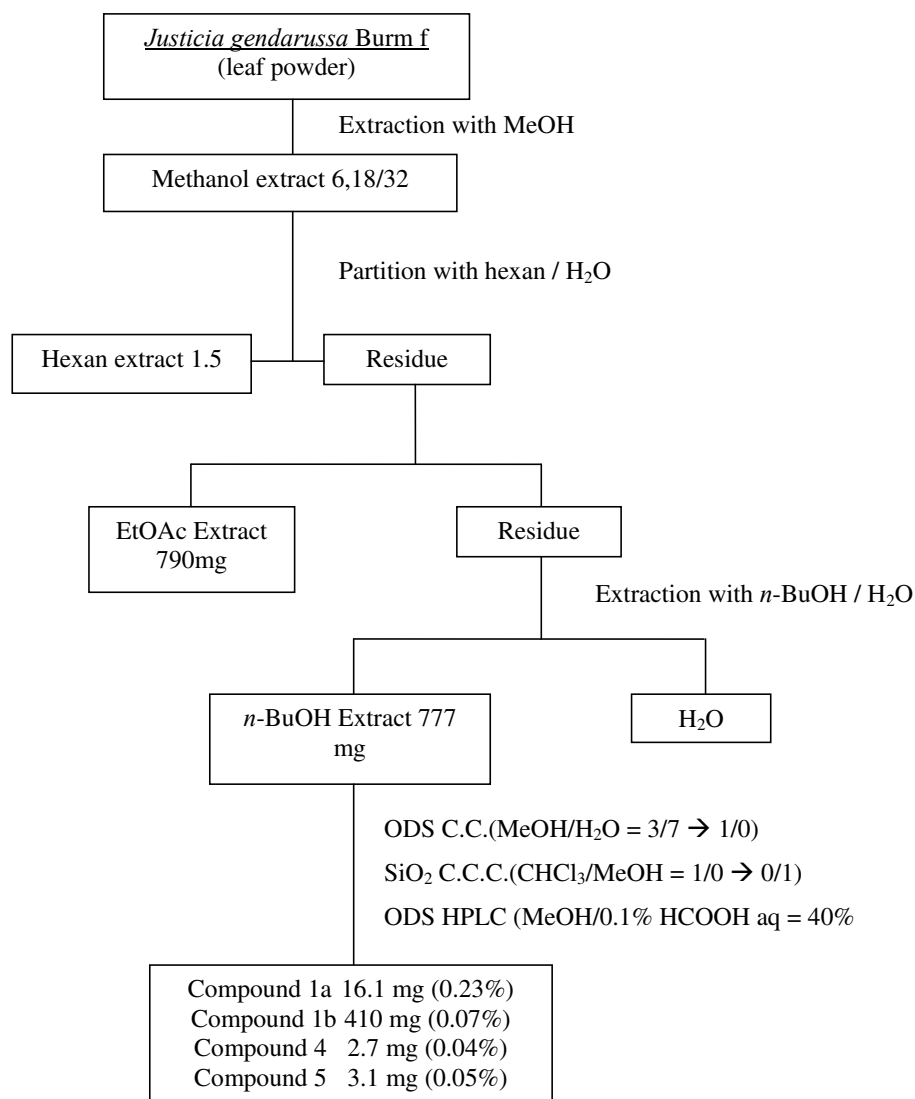 Justicia gendarussa Burm f
(leaf powder)
Extraction with MeOH
Methanol extract 6,18/32
Partition with hexan / H₂O
Hexan extract 1.5
Residue
EtOAc Extract
790mg
Residue
Extraction with n-BuOH / H₂O
n-BuOH Extract 777
mg
H₂O
ODS C.C.(MeOH/H₂O = 3/7 → 1/0)
SiO₂ C.C.C.(CHCl₃/MeOH = 1/0 → 0/1)
ODS HPLC (MeOH/0.1% HCOOH aq = 40%
Compound 1a 16.1 mg (0.23%)
Compound 1b 410 mg (0.07%)
Compound 4 2.7 mg (0.04%)
Compound 5 3.1 mg (0.05%)